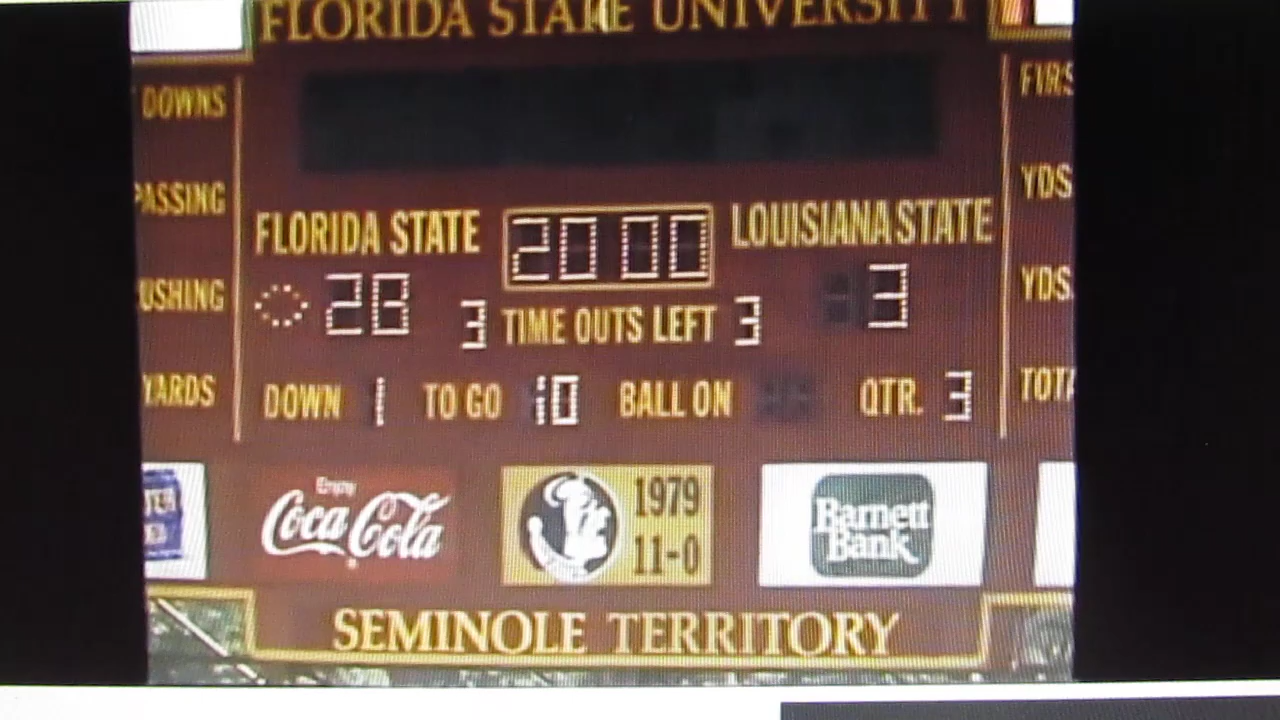 FLORIDA STATE UNIVERSITY
DOWNS
FIRS
PASSING
YDS
FLORIDA STATE 20 00 LOUISIANA STATE
USHING 28 3 TIME OUTS LEFT 3 3 YDS
YARDS DOWN 1 TO GO 10 BALL ON QTR. 3 TOTA
Enjoy
Coca Cola
1979
11-0
Barnett
Bank
SEMINOLE TERRITORY